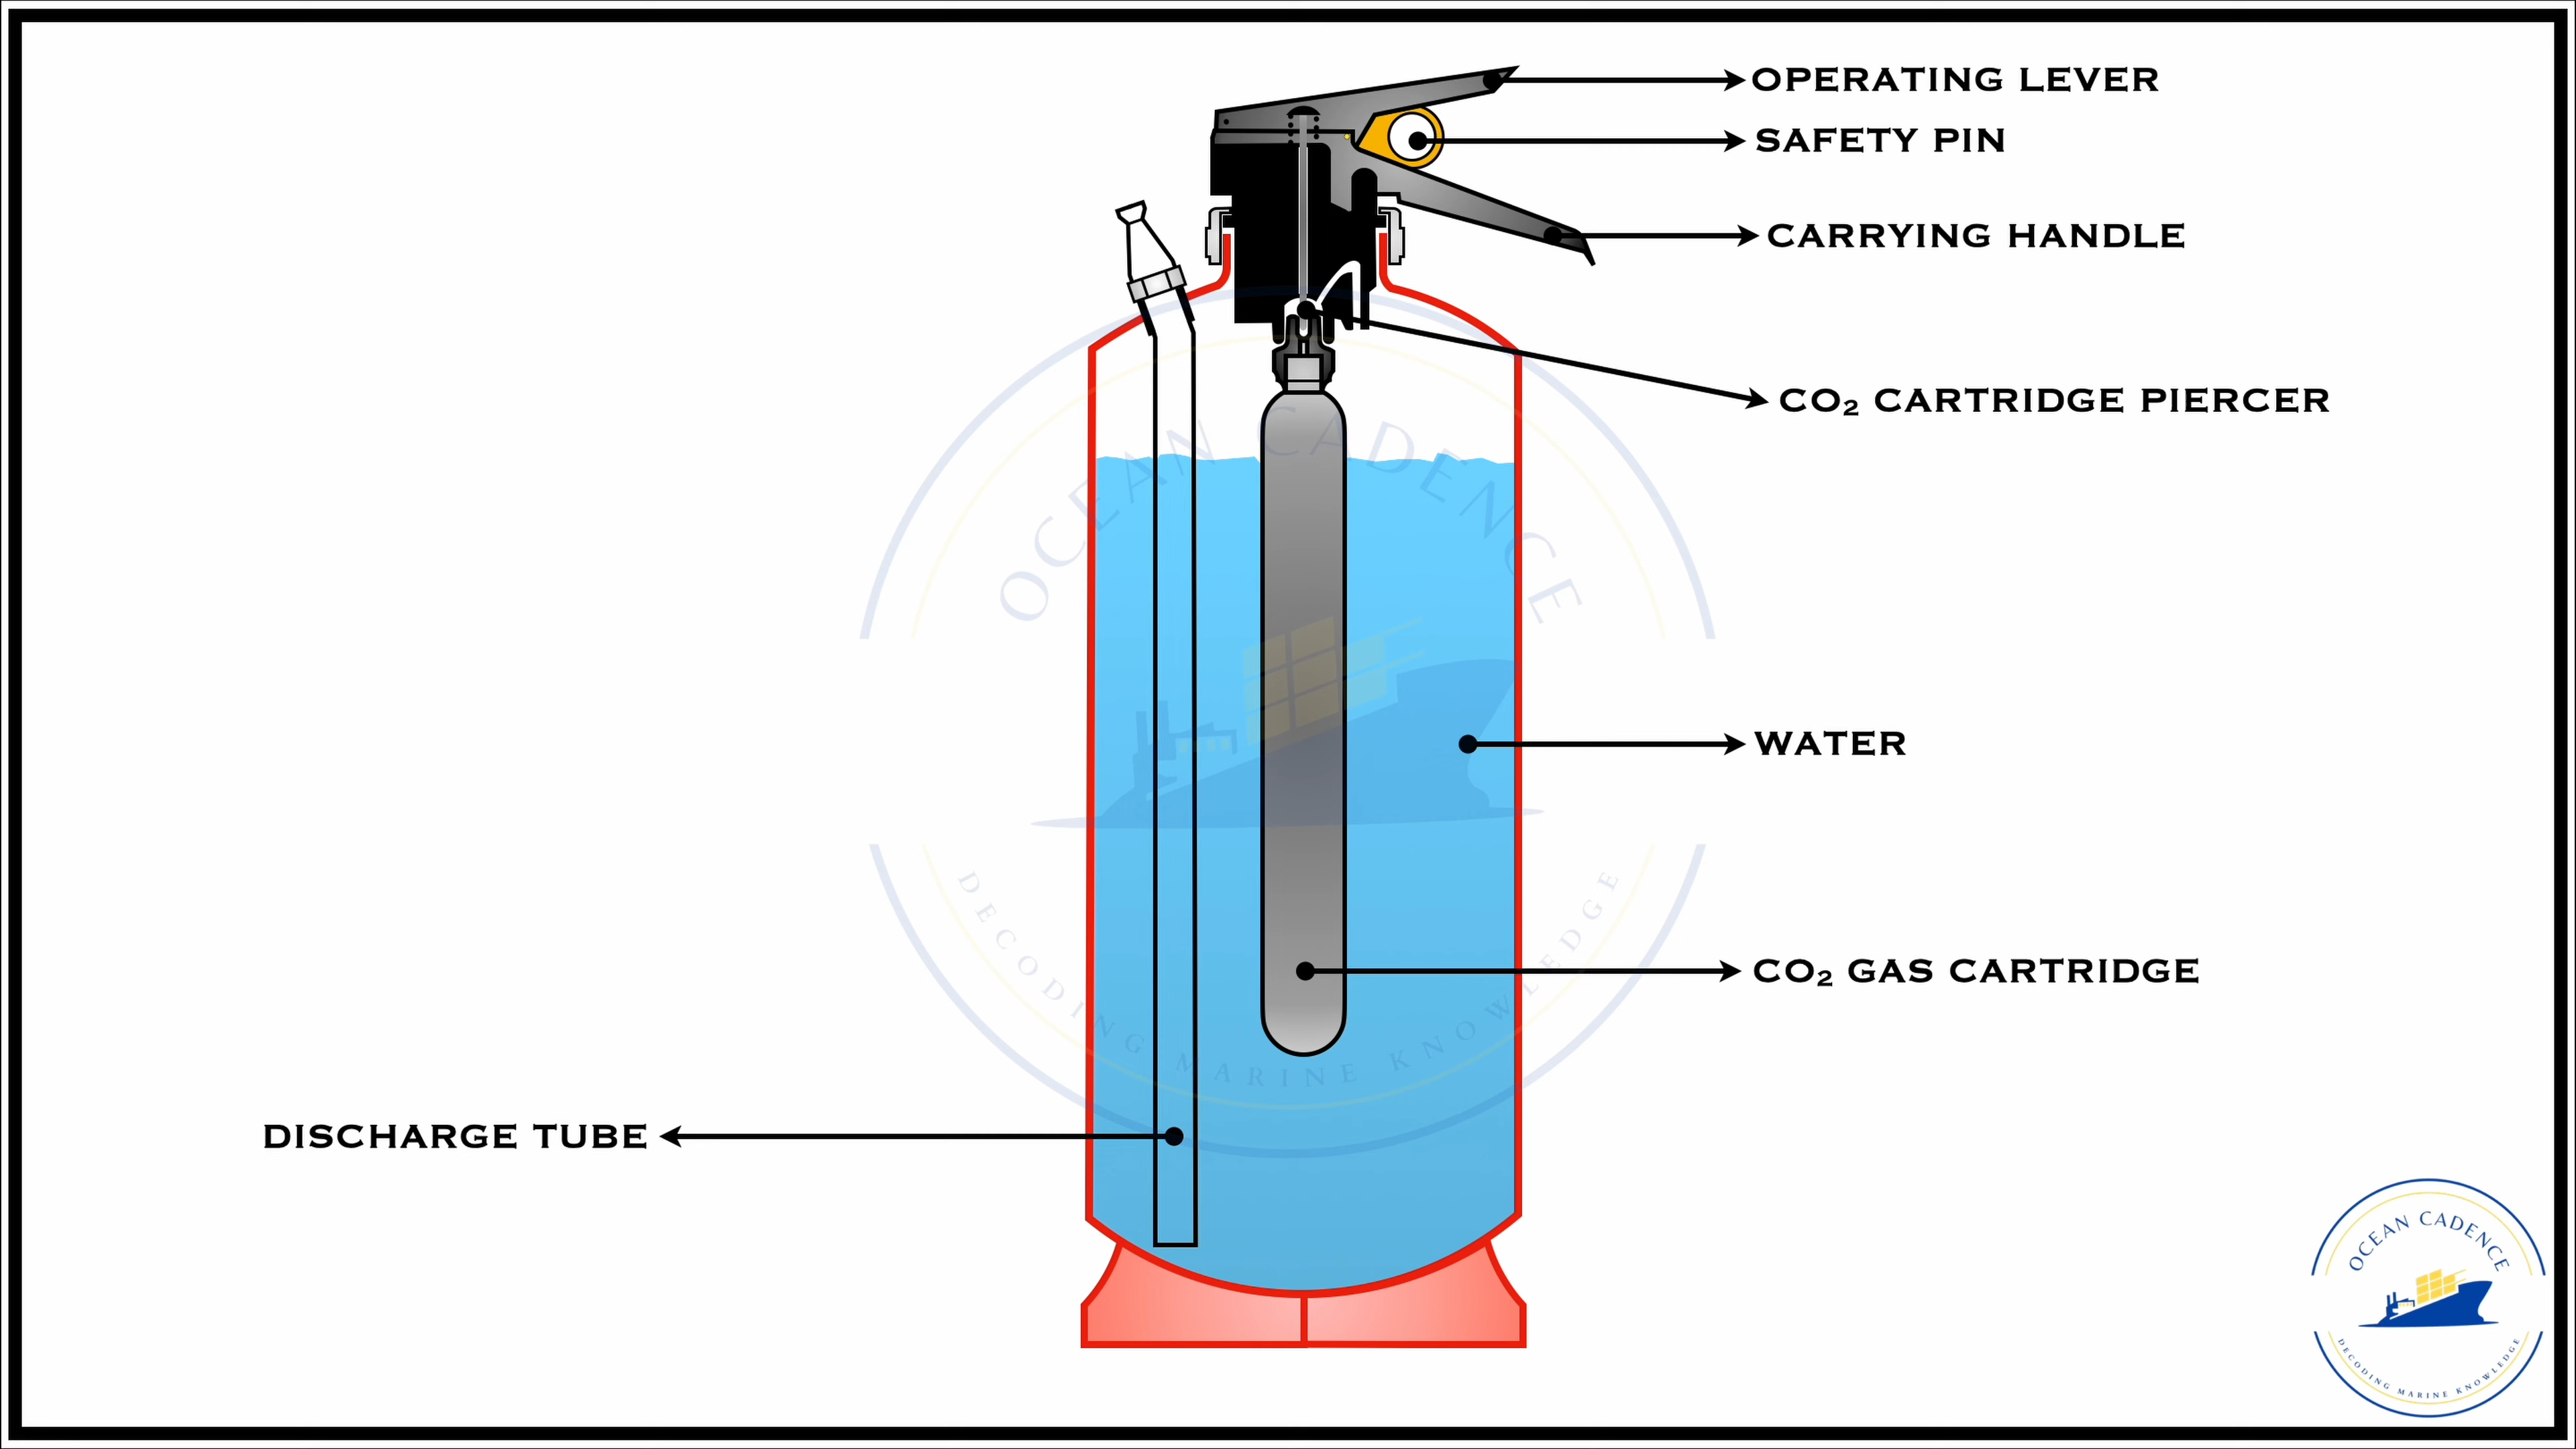 OPERATING LEVER
SAFETY PIN
CARRYING HANDLE
CO₂ CARTRIDGE PIERCER
OCEAN CADENCE
WATER
DECODING MARINE KNOWLEDGE
CO₂ GAS CARTRIDGE
DISCHARGE TUBE
OCEAN CADENCE
DECODING MARINE KNOWLEDGE